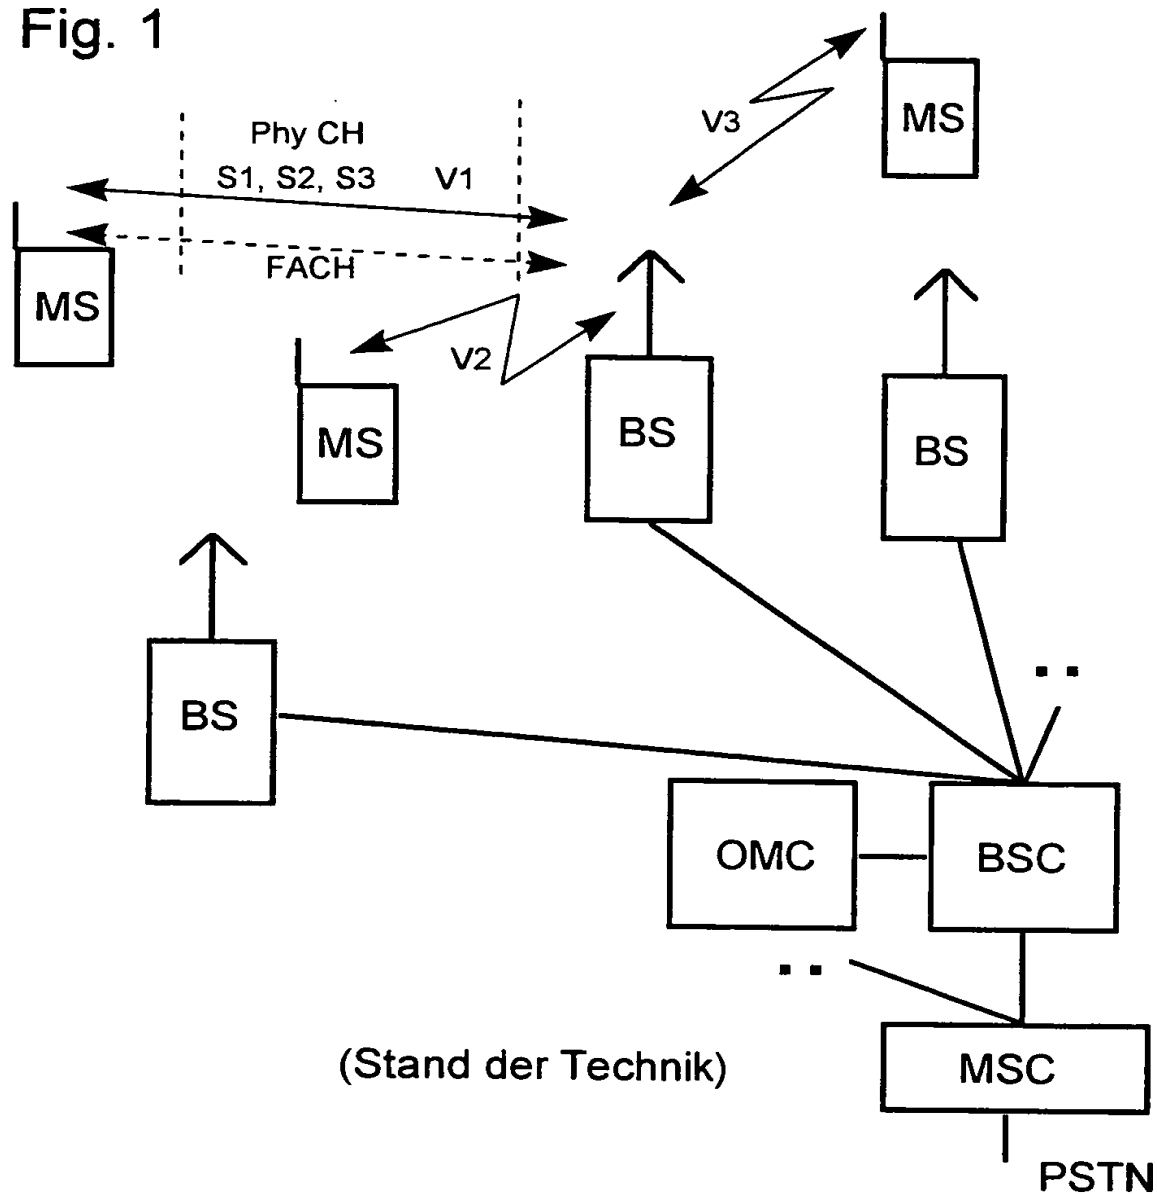 Fig. 1
MS
V3
Phy CH
S1, S2, S3 V1
FACH
MS
V2
MS
BS
BS
BS
OMC
BSC
(Stand der Technik)
MSC
PSTN